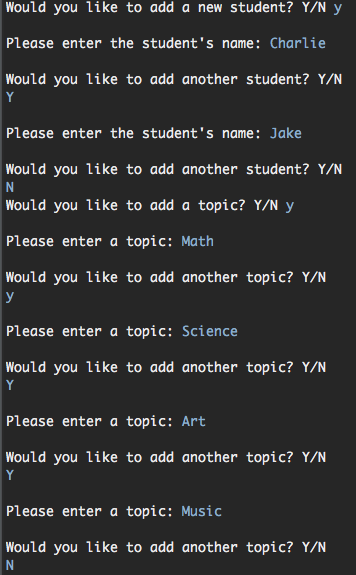 Would you like to add a new student? Y/N y
Please enter the student's name: Charlie
Would you like to add another student? Y/N
Y
Please enter the student's name: Jake
Would you like to add another student? Y/N
N
Would you like to add a topic? Y/N y
Please enter a topic: Math
Would you like to add another topic? Y/N
y
Please enter a topic: Science
Would you like to add another topic? Y/N
Y
Please enter a topic: Art
Would you like to add another topic? Y/N
Y
Please enter a topic: Music
Would you like to add another topic? Y/N
N